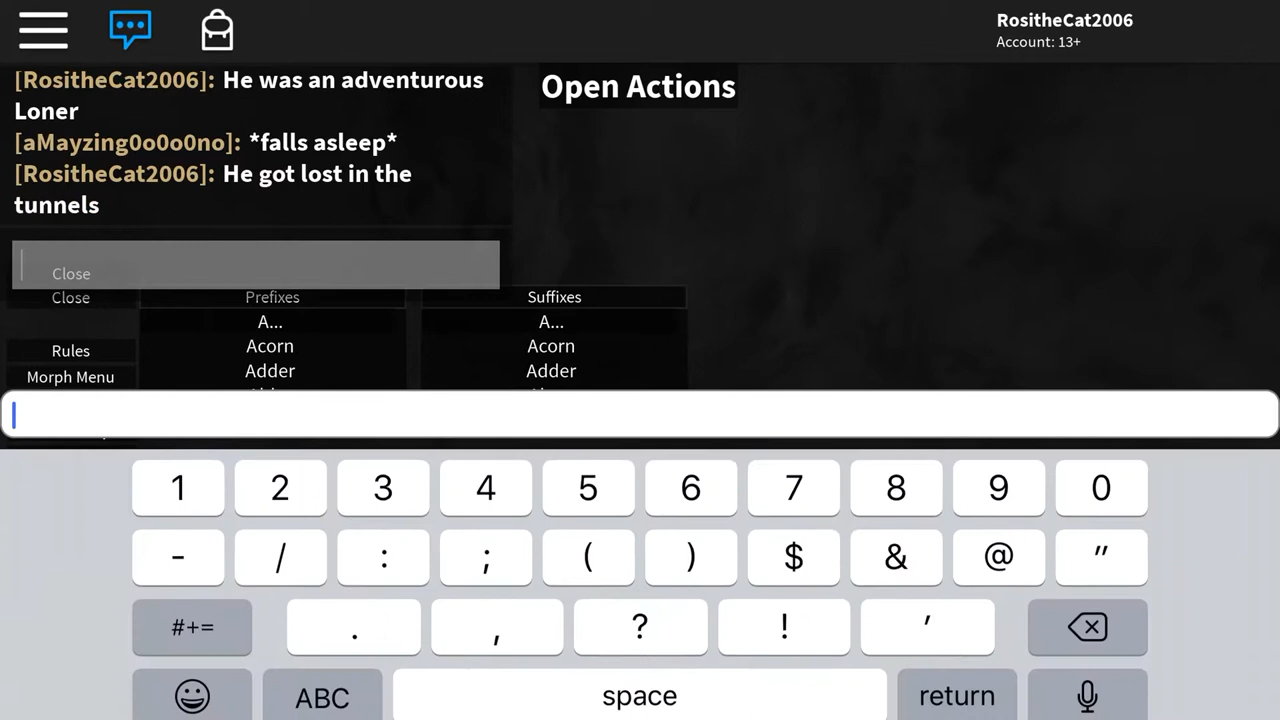 RositheCat2006
Account: 13+
[RositheCat2006]: He was an adventurous
Loner
[aMayzing0o0o0no]: *falls asleep*
[RositheCat2006]: He got lost in the
tunnels
Open Actions
Close
Close
Prefixes
Suffixes
A...
A...
Acorn
Acorn
Adder
Adder
Rules
Morph Menu
1 2 3 4 5 6 7 8 9 0
- / : ; ( ) $ & @ "
#+= . , ? ! '
ABC space return